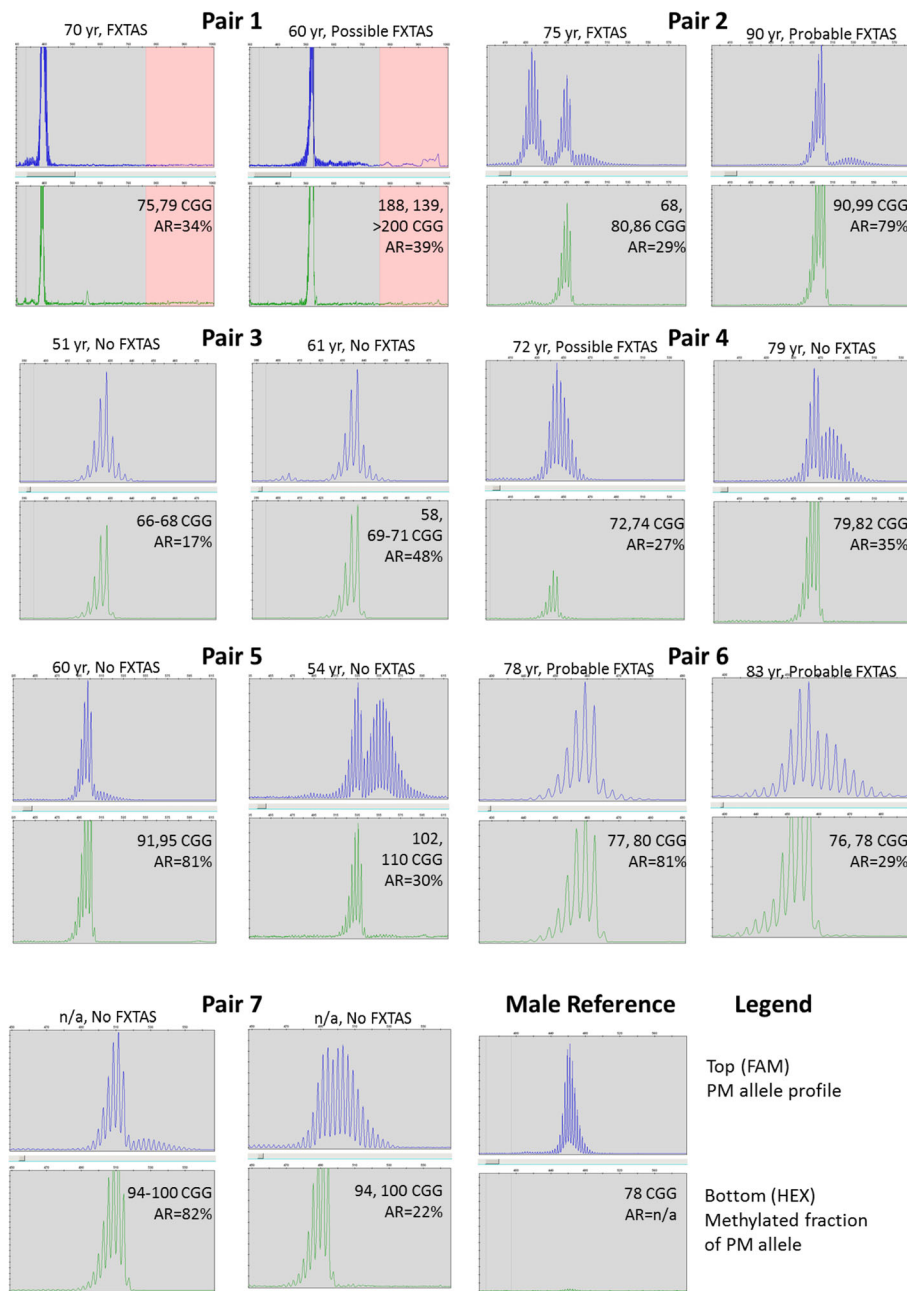 Pair 1
70 yr, FXTAS
60 yr, Possible FXTAS
75,79 CGG
AR=34%
188, 139,
>200 CGG
AR=39%
Pair 2
75 yr, FXTAS
90 yr, Probable FXTAS
68,
80,86 CGG
AR=29%
90,99 CGG
AR=79%
Pair 3
51 yr, No FXTAS
61 yr, No FXTAS
66-68 CGG
AR=17%
58,
69-71 CGG
AR=48%
Pair 4
72 yr, Possible FXTAS
79 yr, No FXTAS
72,74 CGG
AR=27%
79,82 CGG
AR=35%
Pair 5
60 yr, No FXTAS
54 yr, No FXTAS
91,95 CGG
AR=81%
102,
110 CGG
AR=30%
Pair 6
78 yr, Probable FXTAS
83 yr, Probable FXTAS
77, 80 CGG
AR=81%
76, 78 CGG
AR=29%
Pair 7
n/a, No FXTAS
n/a, No FXTAS
94-100 CGG
AR=82%
94, 100 CGG
AR=22%
Male Reference
78 CGG
AR=n/a
Legend
Top (FAM)
PM allele profile
Bottom (HEX)
Methylated fraction
of PM allele